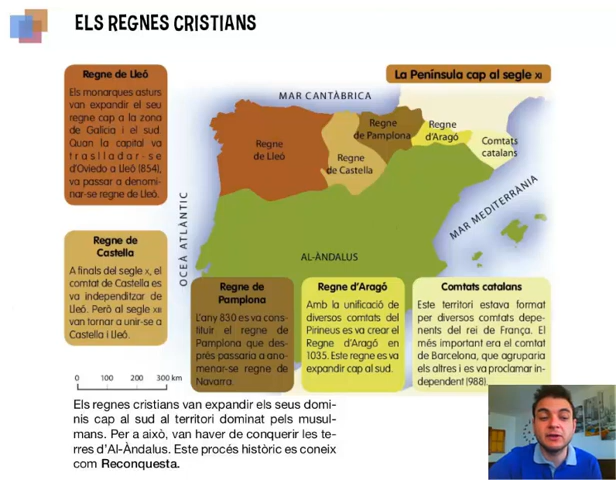 ELS REGNES CRISTIANS
Regne de Lleó
Els monarques asturs
van expandir el seu
regne cap a la zona
de Galícia i el sud.
Quan la capital va
traslladar-se
d'Oviedo a Lleó (854),
va passar a denomi-
nar-se regne de Lleó.
La Península cap al segle XI
MAR CANTÀBRICA
Regne
de Lleó
Regne
de Castella
Regne
de Pamplona
Regne
d'Aragó
Comtats
catalans
OCEÀ ATLÀNTIC
MAR MEDITERRÀNIA
AL-ÀNDALUS
Regne de
Castella
A finals del segle X, el
comtat de Castella es
va independitzar de
Lleó. Però al segle XIII
van tornar a unir-se a
Castella i Lleó.
Regne de
Pamplona
L'any 830 es va cons-
tituir el regne de
Pamplona que des-
prés passaria a ano-
menar-se regne de
Navarra.
Regne d'Aragó
Amb la unificació de
diversos comtats del
Pirineus es va crear el
Regne d'Aragó en
1035. Este regne es va
expandir cap al sud.
Comtats catalans
Este territori estava format
per diversos comtats depe-
nents del rei de França. El
més important era el comtat
de Barcelona, que agruparia
els altres i es va proclamar in-
dependent (988).
0 100 200 300 km
Els regnes cristians van expandir els seus domi-
nis cap al sud al territori dominat pels musul-
mans. Per a això, van haver de conquerir les te-
rres d'Al-Àndalus. Este procés històric es coneix
com Reconquesta.